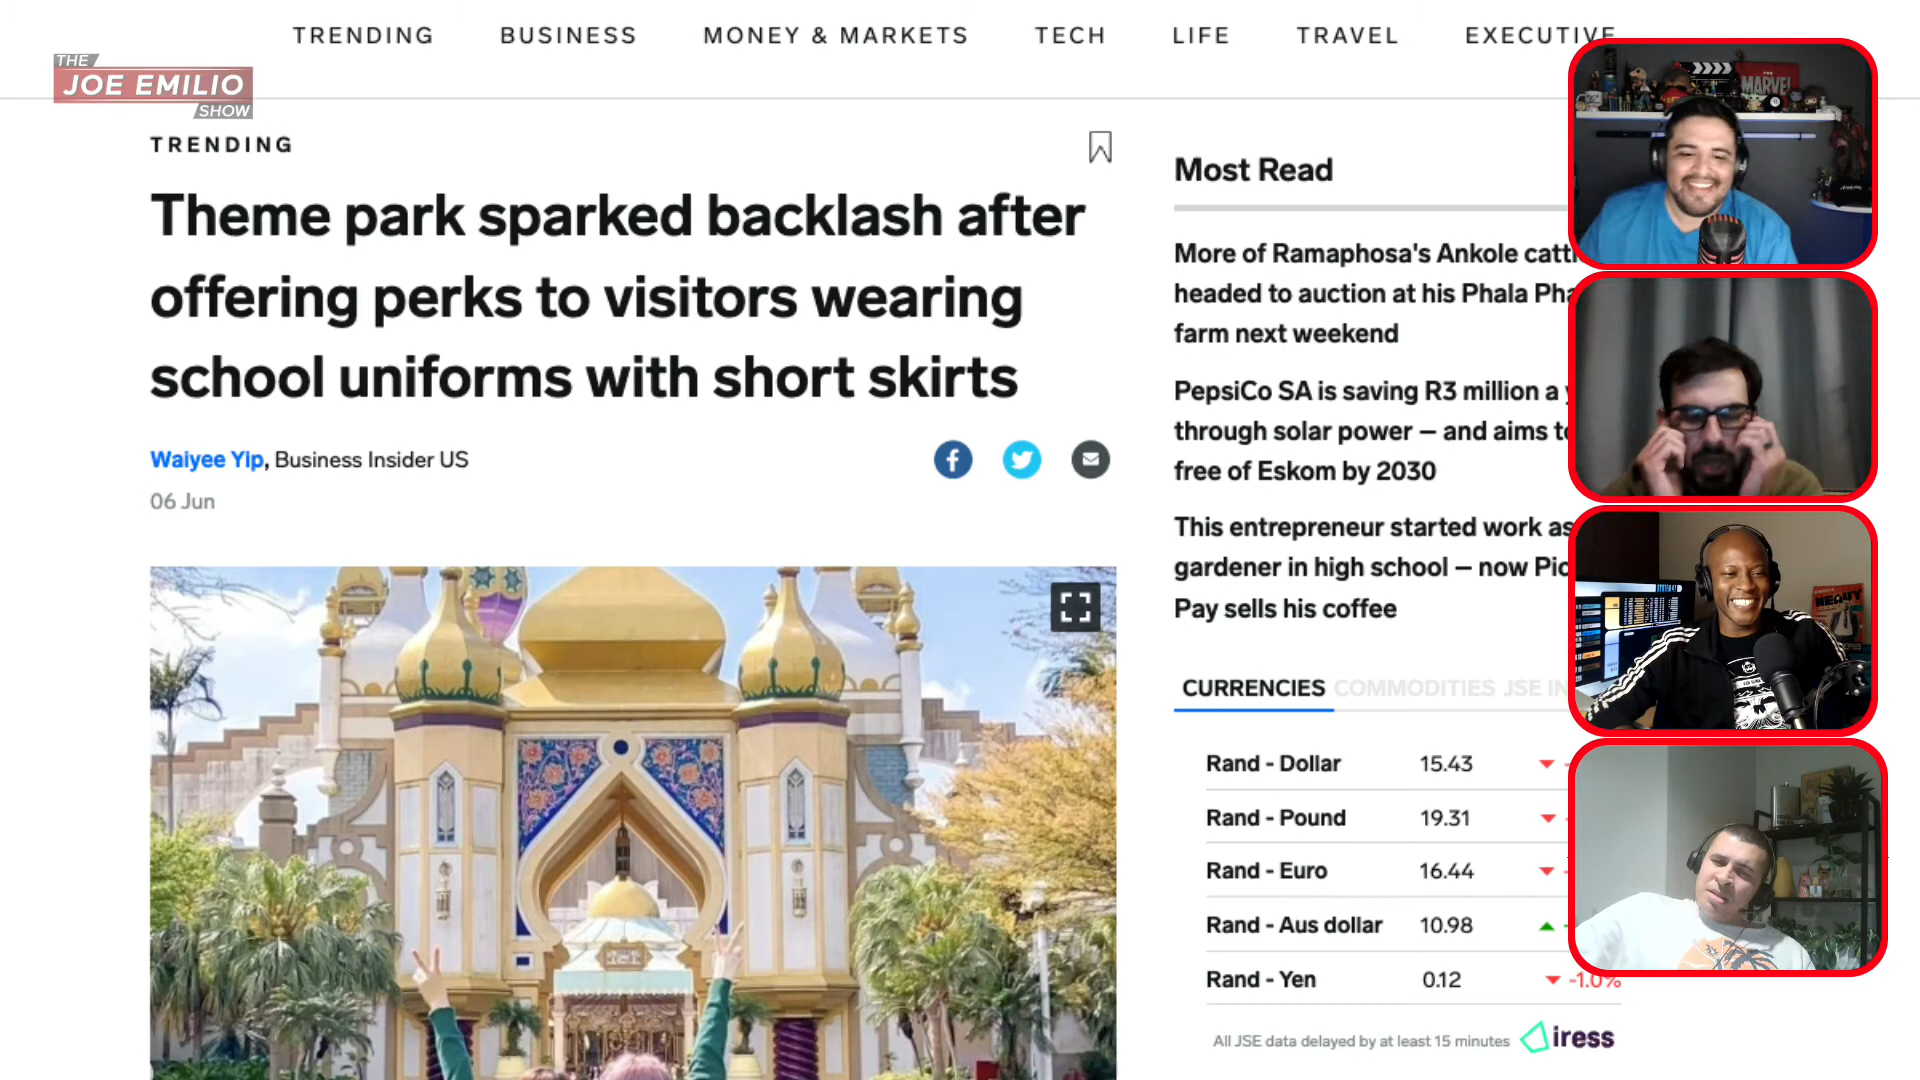 TRENDING BUSINESS MONEY & MARKETS TECH LIFE TRAVEL EXECUTIVE
THE
JOE EMILIO
SHOW
TRENDING
Theme park sparked backlash after
offering perks to visitors wearing
school uniforms with short skirts
Waiyee Yip, Business Insider US
06 Jun
Most Read
More of Ramaphosa's Ankole
headed to auction at his Phala
farm next weekend
PepsiCo SA is saving R3 million a
through solar power – and aims
free of Eskom by 2030
This entrepreneur started work as
gardener in high school – now
Pay sells his coffee
CURRENCIES COMMODITIES JSE
Rand - Dollar 15.43
Rand - Pound 19.31
Rand - Euro 16.44
Rand - Aus dollar 10.98
Rand - Yen 0.12 -1.0%
All JSE data delayed by at least 15 minutes iress
MARVEL
HEAVY